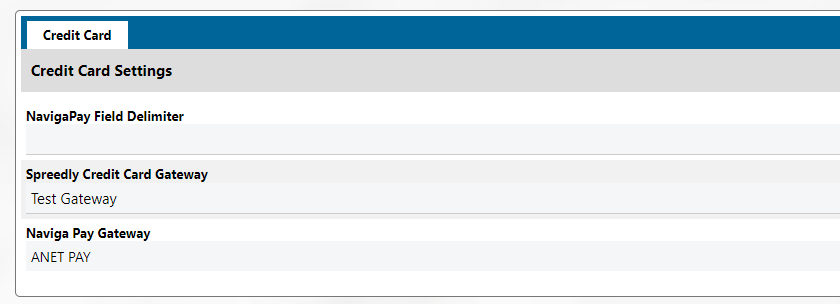 Credit Card
Credit Card Settings
NavigaPay Field Delimiter
Spreedly Credit Card Gateway
Test Gateway
Naviga Pay Gateway
ANET PAY